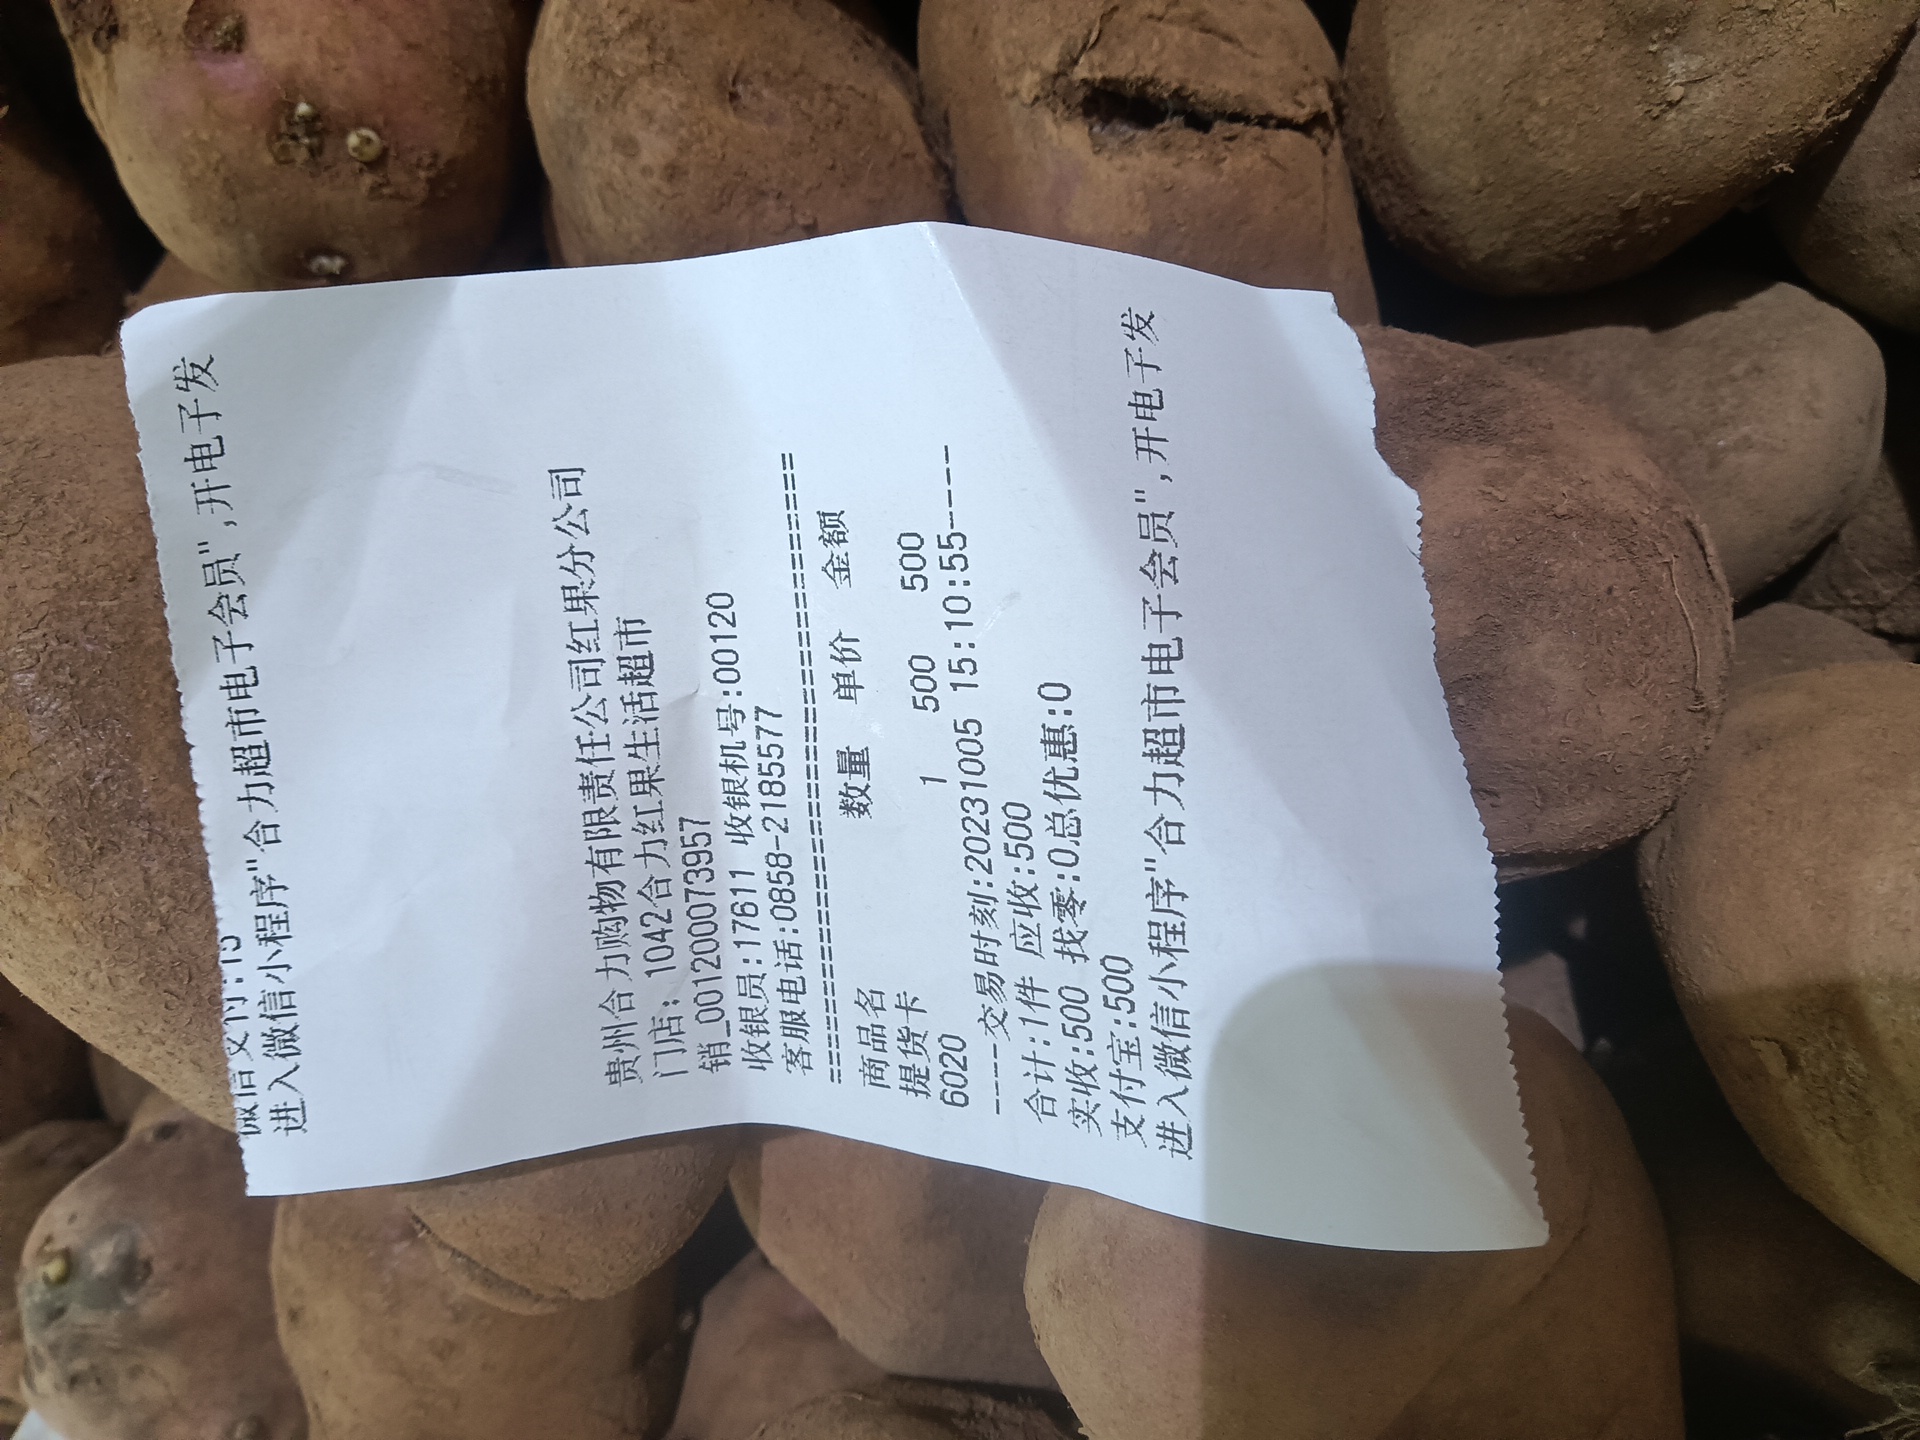 微信支付:15
进入微信小程序"合力超市电子会员",开电子发
贵州合力购物有限责任公司红果分公司
门店: 1042合力红果生活超市
销_001200073957
收银员:17611 收银机号:00120
客服电话:0858-2185577
商品名 数量 单价 金额
提货卡
6020 1 500 500
----交易时刻:20231005 15:10:55----
合计:1件 应收:500
实收:500 找零:0总优惠:0
支付宝:500
进入微信小程序"合力超市电子会员",开电子发